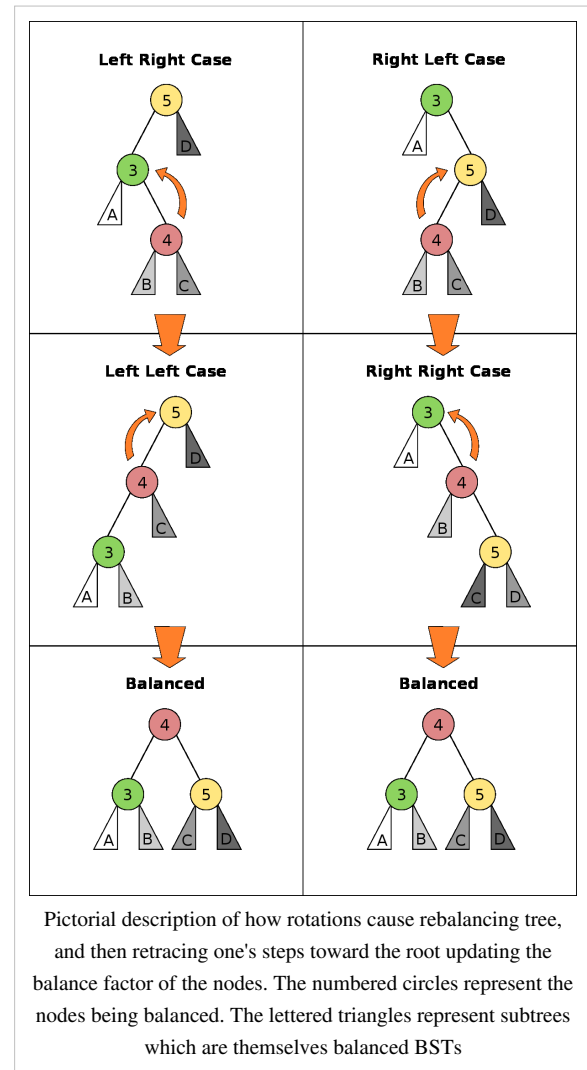 Left Right Case
5
D
3
A
4
B C
Right Left Case
3
A
5
D
4
B C
Left Left Case
5
D
4
C
3
A B
Right Right Case
3
A
4
B
5
C D
Balanced
4
3 5
A B C D
Balanced
4
3 5
A B C D
Pictorial description of how rotations cause rebalancing tree,
and then retracing one's steps toward the root updating the
balance factor of the nodes. The numbered circles represent the
nodes being balanced. The lettered triangles represent subtrees
which are themselves balanced BSTs